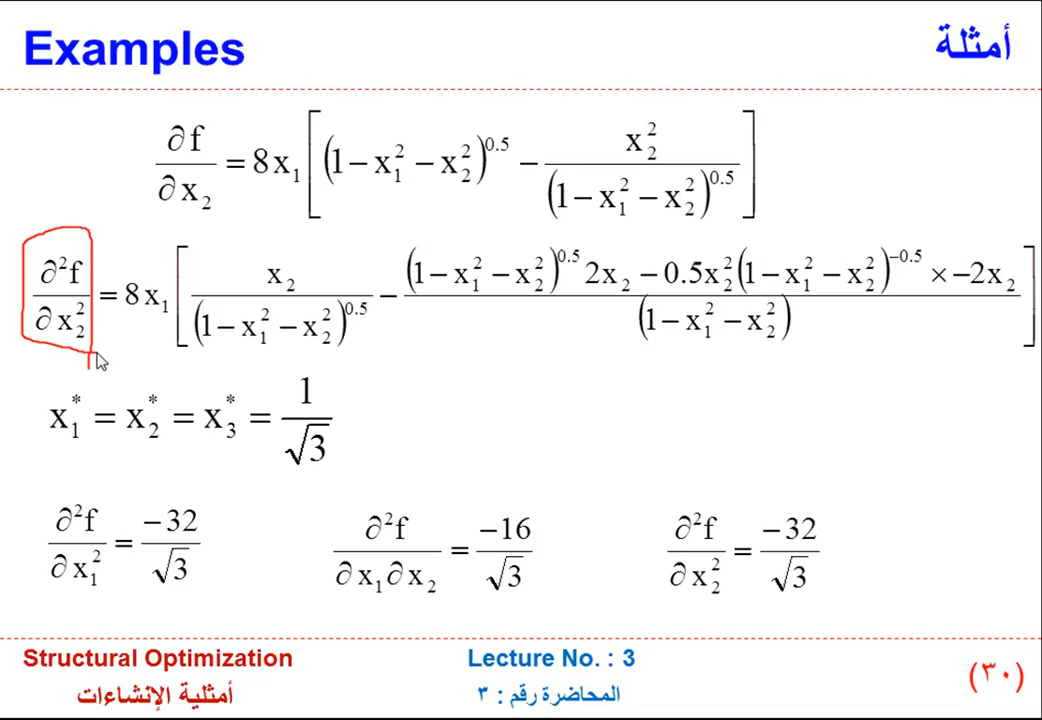 Examples
أمثلة
∂f/∂x₂ = 8x₁ [ (1 − x₁² − x₂²)^0.5 − x₂² / (1 − x₁² − x₂²)^0.5 ]
∂²f/∂x₂² = 8x₁ [ x₂ / (1 − x₁² − x₂²)^0.5 − ( (1 − x₁² − x₂²)^0.5 2x₂ − 0.5x₂² (1 − x₁² − x₂²)^−0.5 × −2x₂ ) / (1 − x₁² − x₂²) ]
x₁* = x₂* = x₃* = 1/√3
∂²f/∂x₁² = −32/√3
∂²f/∂x₁∂x₂ = −16/√3
∂²f/∂x₂² = −32/√3
Structural Optimization
أمثلية الإنشاءات
Lecture No. : 3
المحاضرة رقم : ٣
(٣٠)